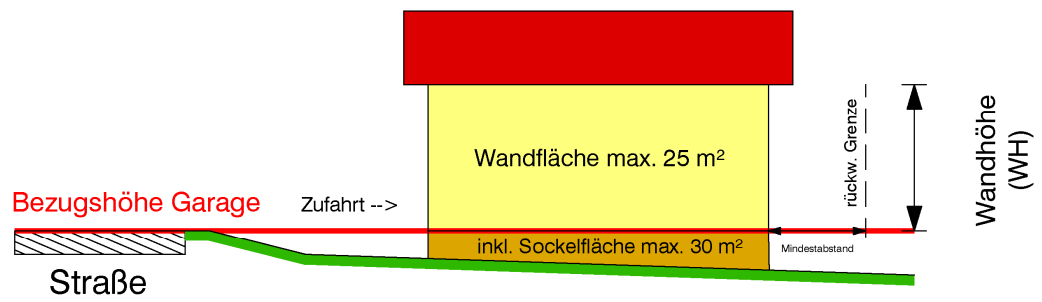 Wandfläche max. 25 m²
rückw. Grenze
Wandhöhe
(WH)
Bezugshöhe Garage
Zufahrt -->
inkl. Sockelfläche max. 30 m²
Mindestabstand
Straße